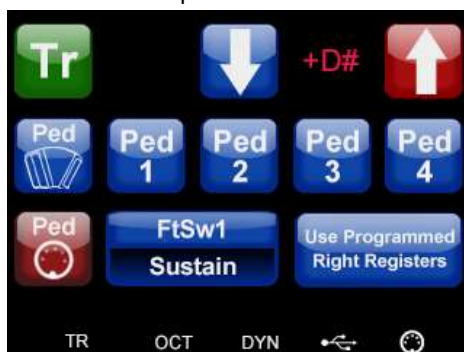 Tr
+D#
Ped
Ped
1
Ped
2
Ped
3
Ped
4
Ped
FtSw1
Sustain
Use Programmed
Right Registers
TR OCT DYN